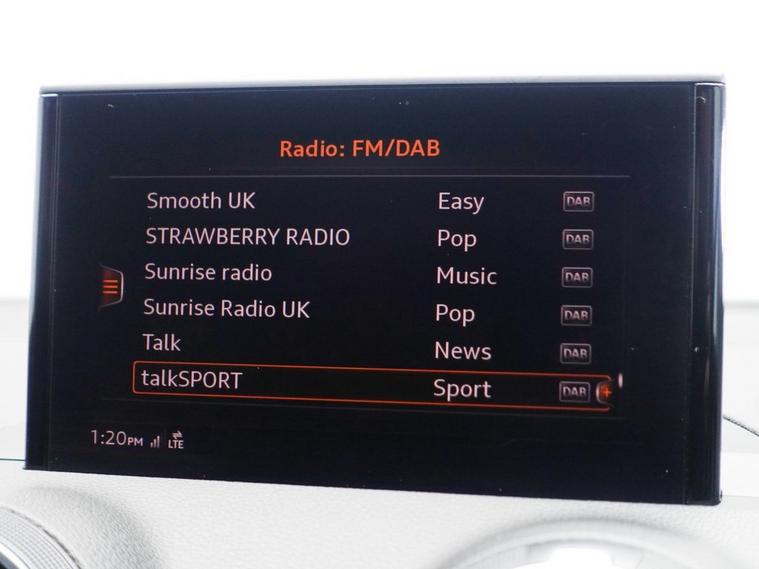 Radio: FM/DAB
Smooth UK Easy DAB
STRAWBERRY RADIO Pop DAB
Sunrise radio Music DAB
Sunrise Radio UK Pop DAB
Talk News DAB
talkSPORT Sport DAB +
1:20PM LTE